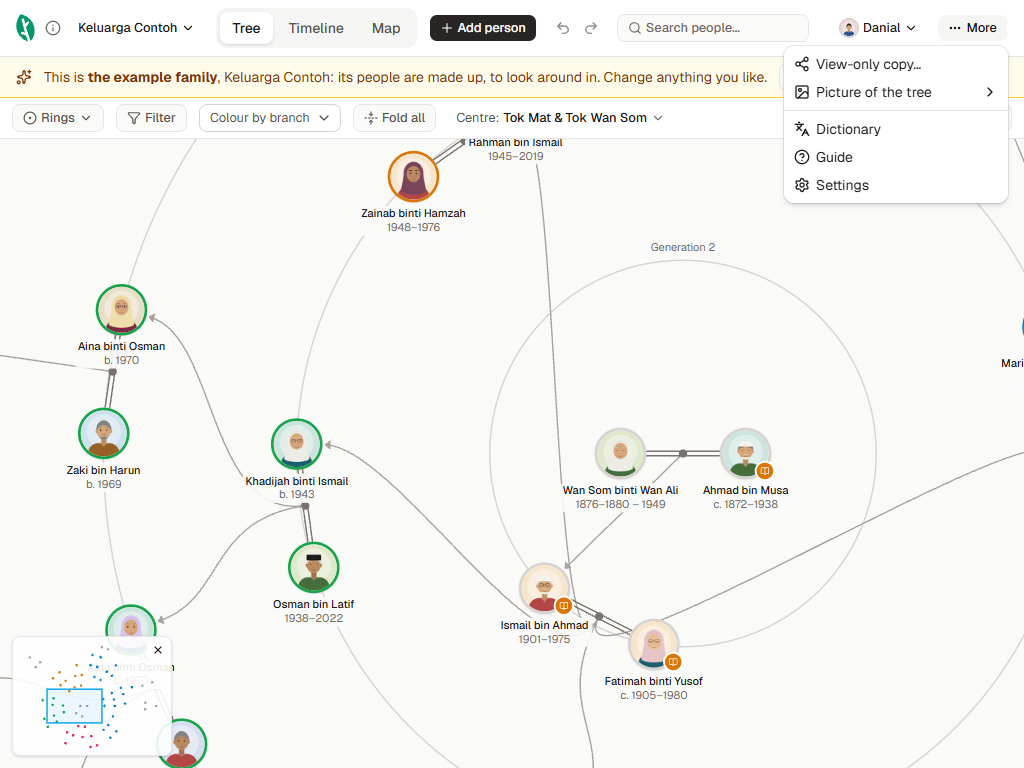 Keluarga Contoh
Tree
Timeline
Map
Add person
Search people…
Danial
More
This is the example family, Keluarga Contoh: its people are made up, to look around in. Change anything you like.
View-only copy…
Picture of the tree
Dictionary
Guide
Settings
Rings
Filter
Colour by branch
Fold all
Centre: Tok Mat & Tok Wan Som
Rahman bin Ismail
1945–2019
Zainab binti Hamzah
1948–1976
Generation 2
Aina binti Osman
b. 1970
Mari
Zaki bin Harun
b. 1969
Khadijah binti Ismail
b. 1943
Wan Som binti Wan Ali
1876–1880 – 1949
Ahmad bin Musa
c. 1872–1938
Osman bin Latif
1938–2022
Ismail bin Ahmad
1901–1975
Fatimah binti Yusof
c. 1905–1980
binti Osman